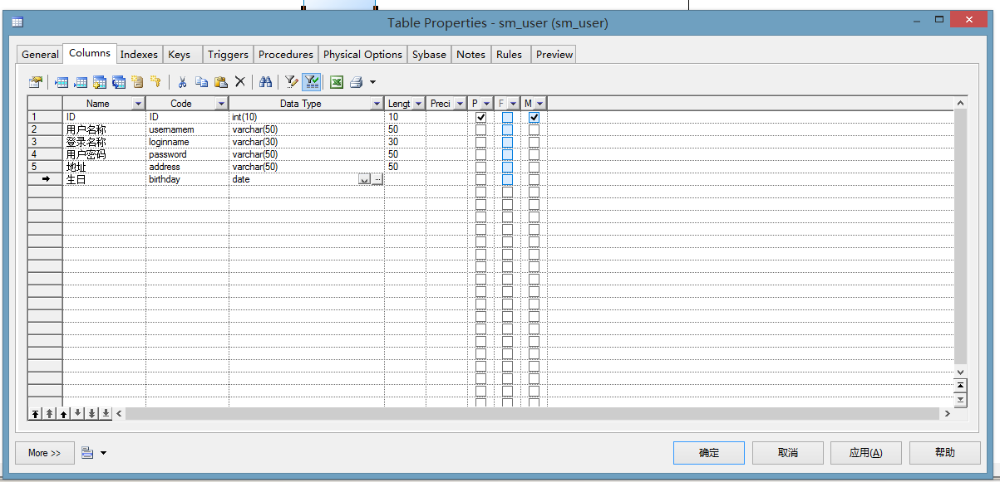 Table Properties - sm_user (sm_user)
General Columns Indexes Keys Triggers Procedures Physical Options Sybase Notes Rules Preview
Name Code Data Type Lengt Preci P F M
1 ID ID int(10) 10
2 用户名称 usernamem varchar(50) 50
3 登录名称 loginname varchar(30) 30
4 用户密码 password varchar(50) 50
5 地址 address varchar(50) 50
生日 birthday date ...
More >> 确定 取消 应用(A) 帮助